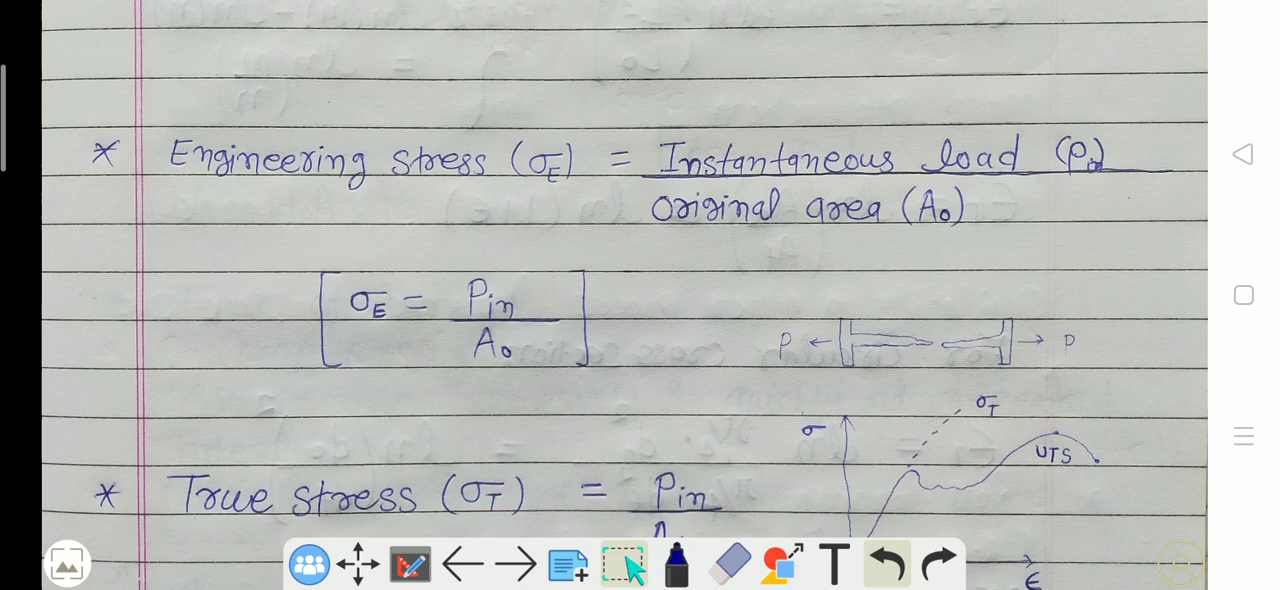 * Engineering stress (σE) = Instantaneous load (Pin)
original area (A₀)
[σE = Pin / A₀]
P ← → P
σT
σ
UTS
* True stress (σT) = Pin
ϵ
T